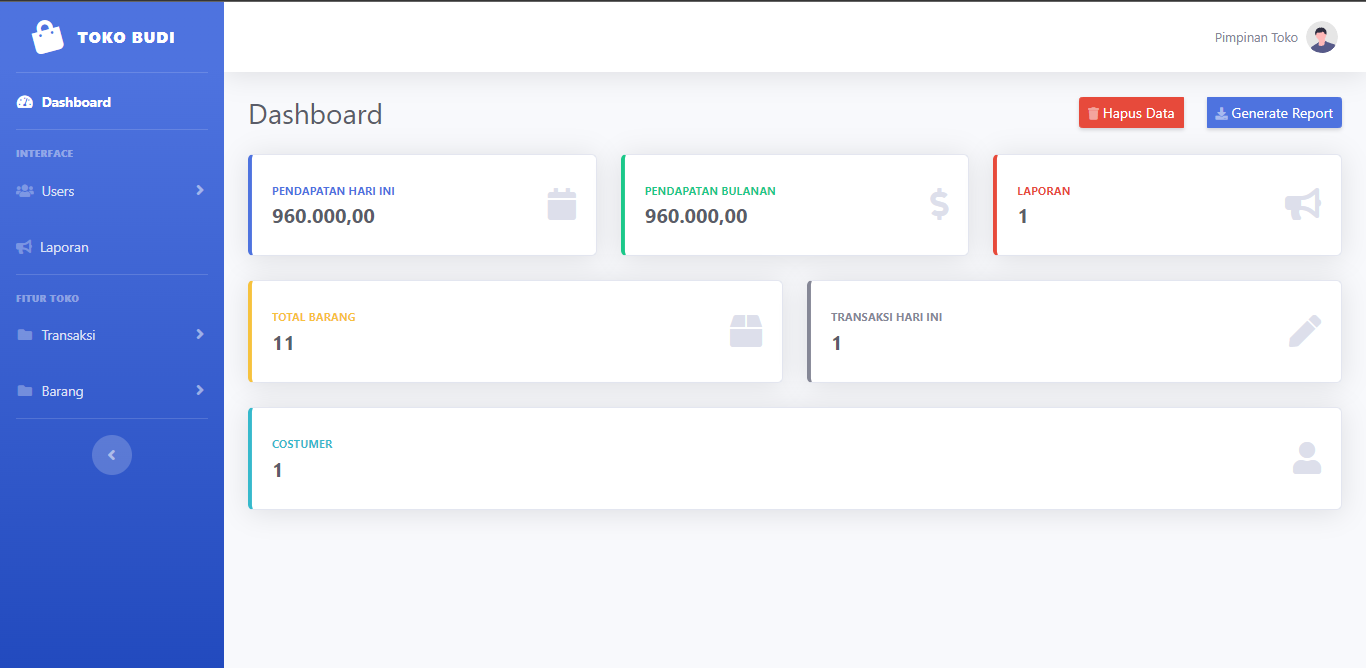 TOKO BUDI
Pimpinan Toko
Dashboard
INTERFACE
Users
Laporan
FITUR TOKO
Transaksi
Barang
Dashboard
Hapus Data
Generate Report
PENDAPATAN HARI INI
960.000,00
PENDAPATAN BULANAN
960.000,00
LAPORAN
1
TOTAL BARANG
11
TRANSAKSI HARI INI
1
COSTUMER
1